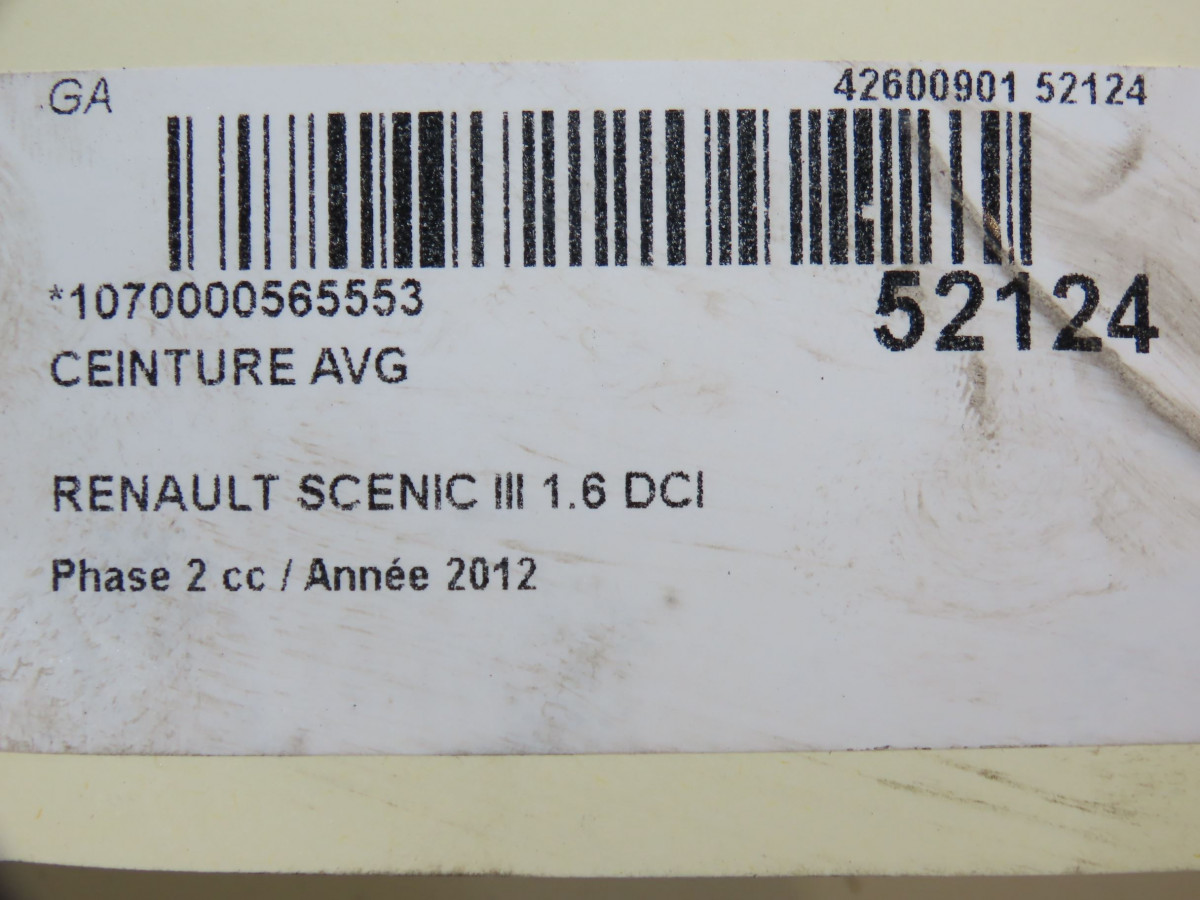 GA 42600901 52124
*1070000565553
52124
CEINTURE AVG
RENAULT SCENIC III 1.6 DCI
Phase 2 cc / Année 2012